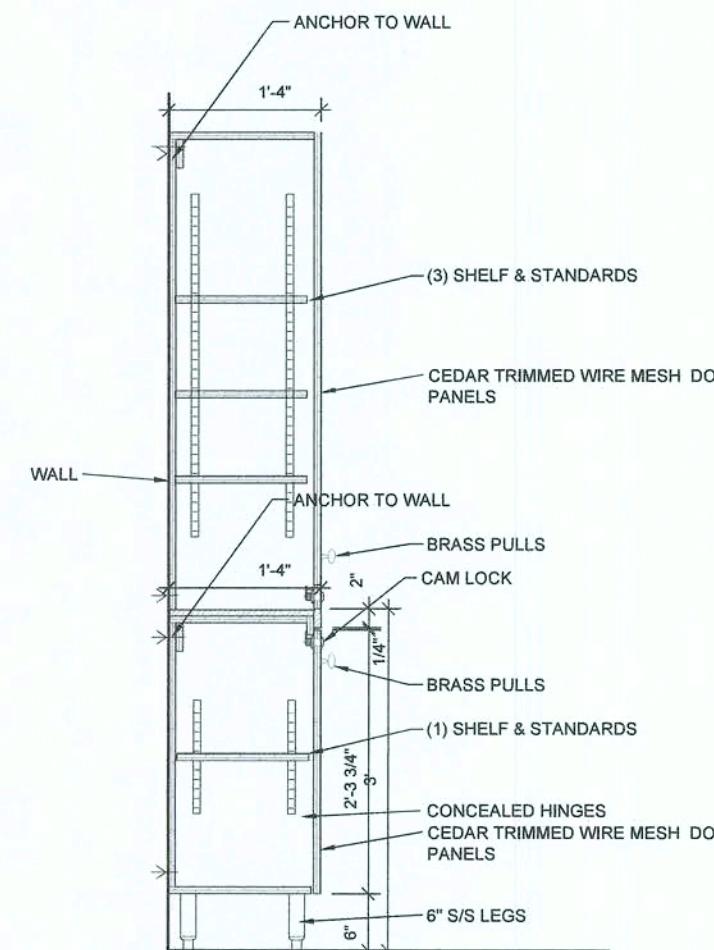 ANCHOR TO WALL
1'-4"
(3) SHELF & STANDARDS
CEDAR TRIMMED WIRE MESH DO
PANELS
WALL
ANCHOR TO WALL
BRASS PULLS
1'-4"
2"
CAM LOCK
1/4"
BRASS PULLS
(1) SHELF & STANDARDS
2'-3 3/4"
3'
CONCEALED HINGES
CEDAR TRIMMED WIRE MESH DO
PANELS
6" S/S LEGS
6"